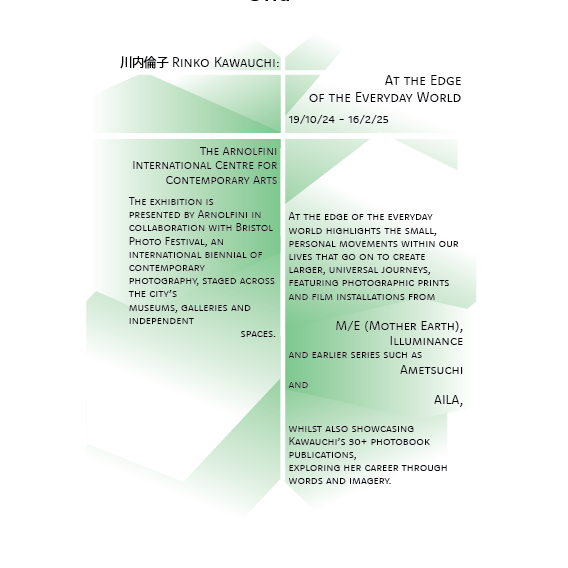 川内倫子 Rinko Kawauchi:
At the Edge
of the Everyday World
19/10/24 – 16/2/25
The Arnolfini
International Centre for
Contemporary Arts
The exhibition is
presented by Arnolfini in
collaboration with Bristol
Photo Festival, an
international biennial of
contemporary
photography, staged across
the city's
museums, galleries and
independent
spaces.
At the edge of the everyday
world highlights the small,
personal movements within our
lives that go on to create
larger, universal journeys,
featuring photographic prints
and film installations from
M/E (Mother Earth),
Illuminance
and earlier series such as
Ametsuchi
and
AILA,
whilst also showcasing
Kawauchi's 30+ photobook
publications,
exploring her career through
words and imagery.